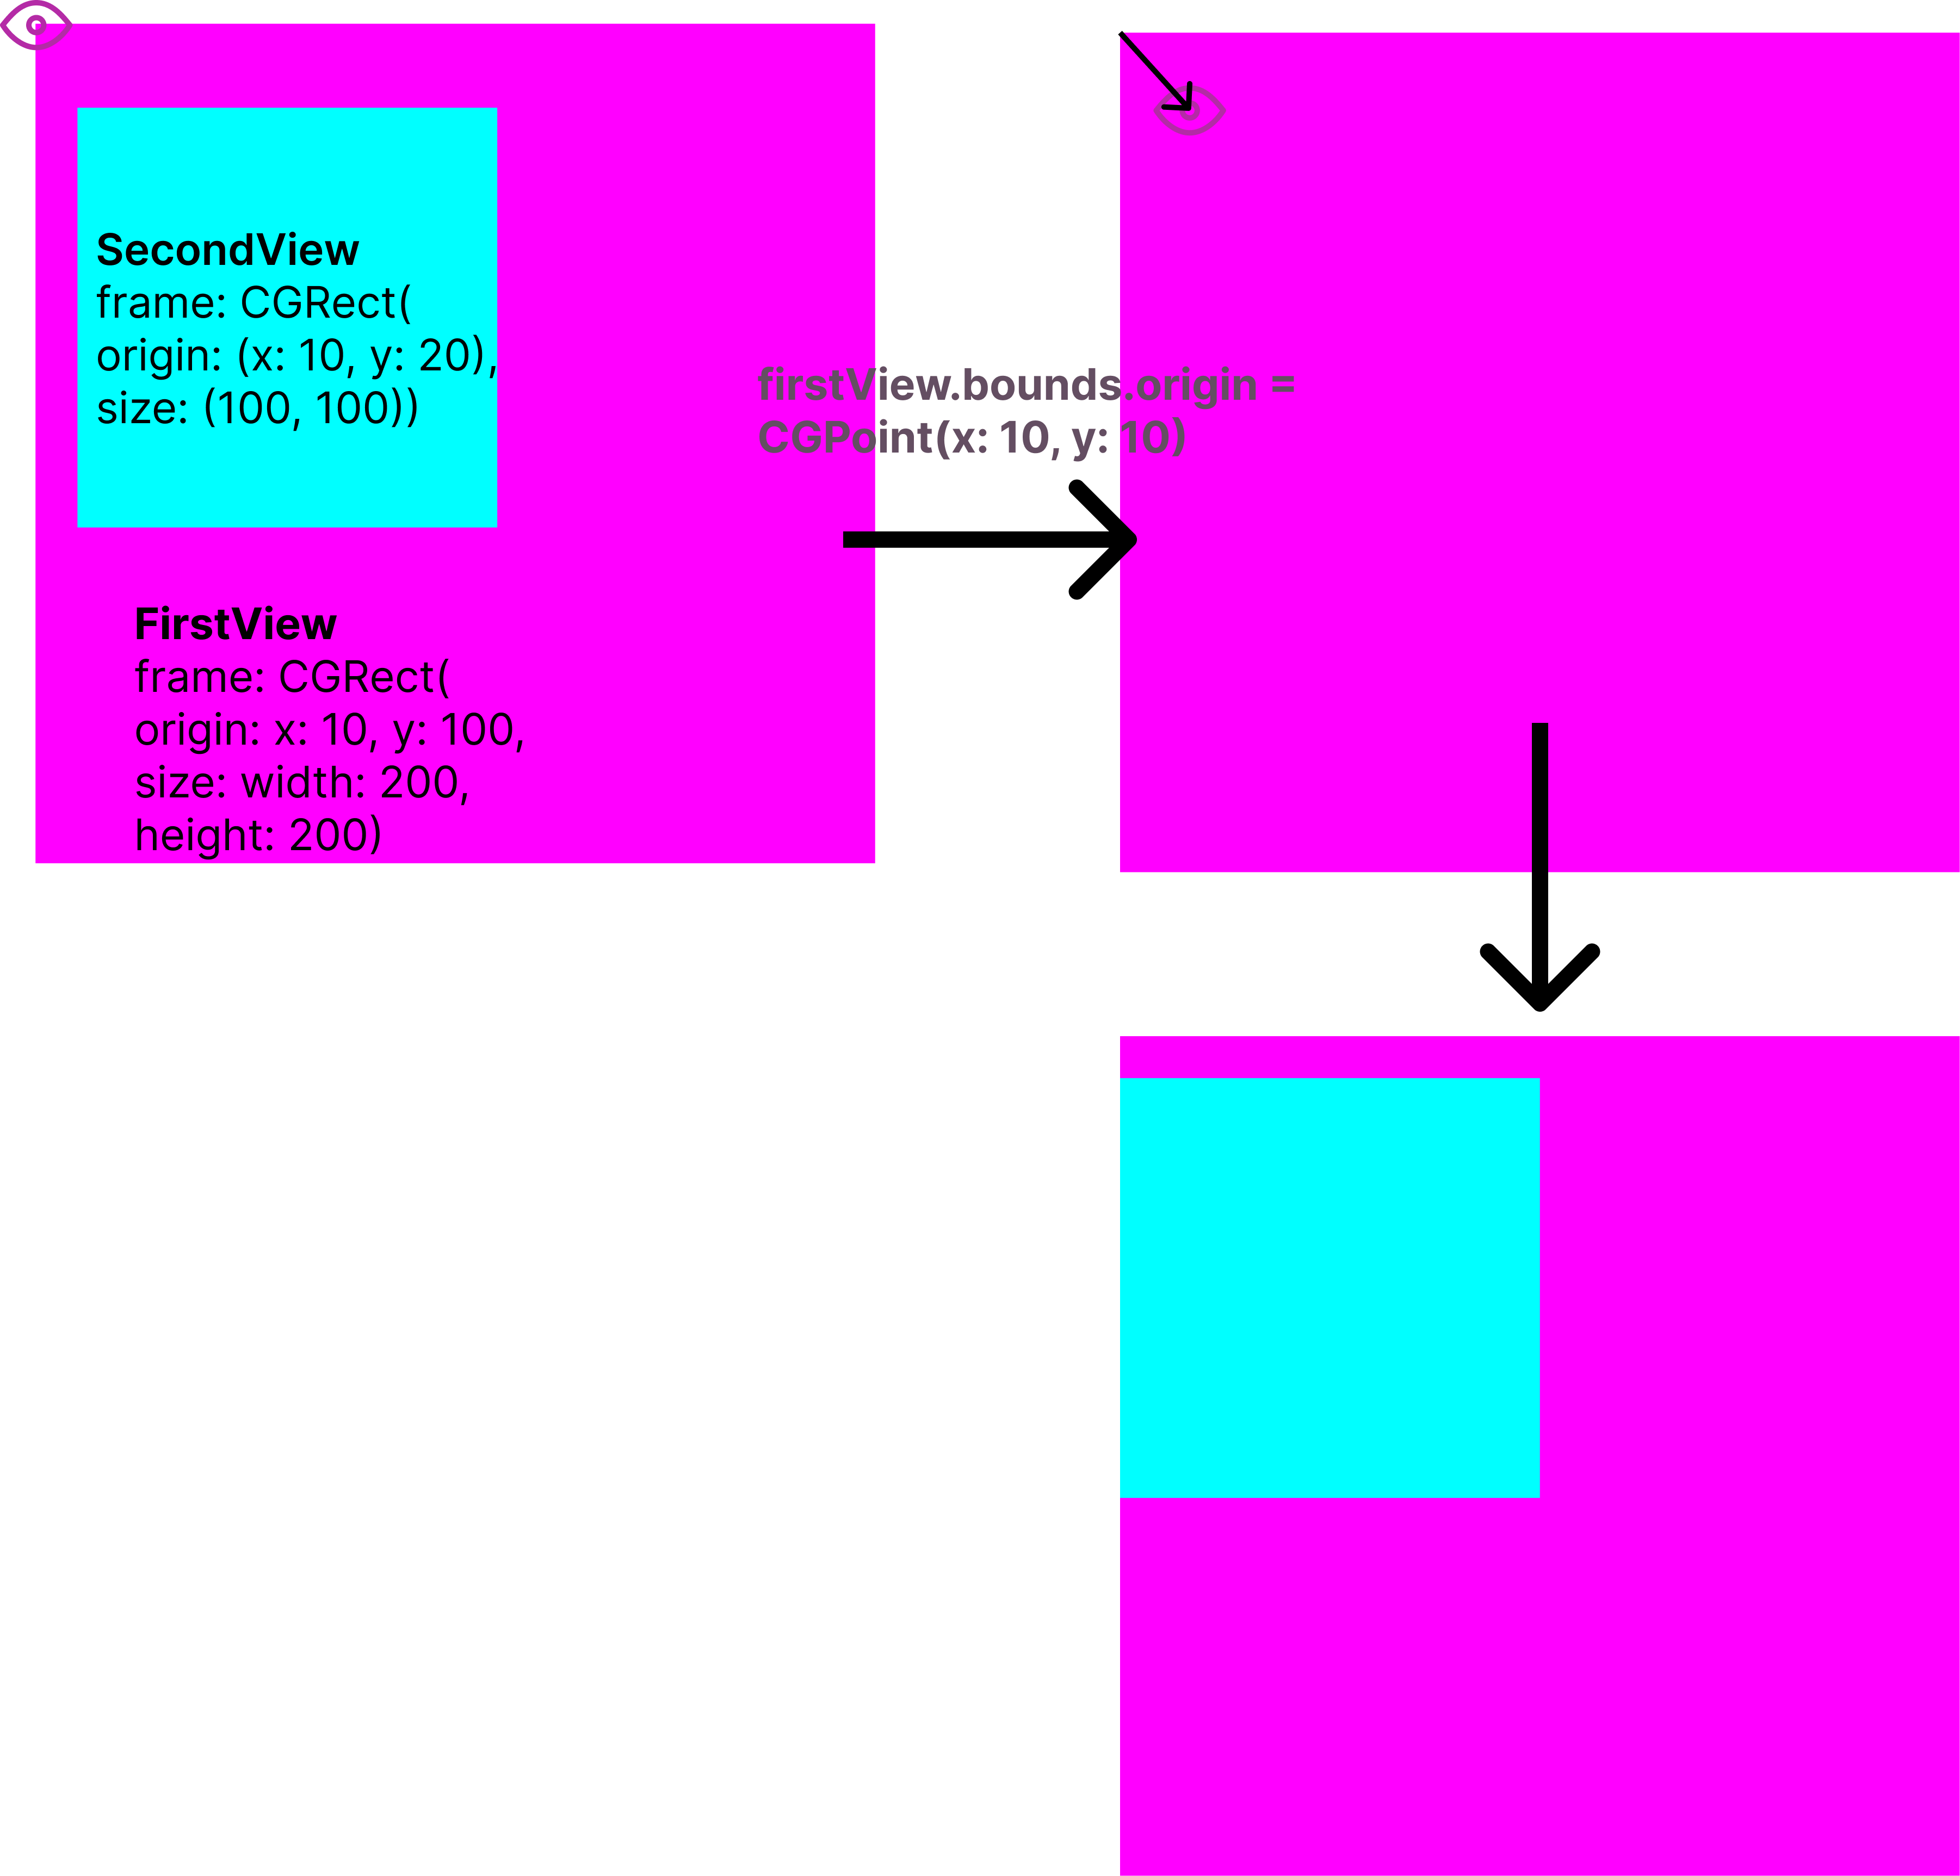 SecondView
frame: CGRect(
origin: (x: 10, y: 20),
size: (100, 100))
firstView.bounds.origin =
CGPoint(x: 10, y: 10)
FirstView
frame: CGRect(
origin: x: 10, y: 100,
size: width: 200,
height: 200)